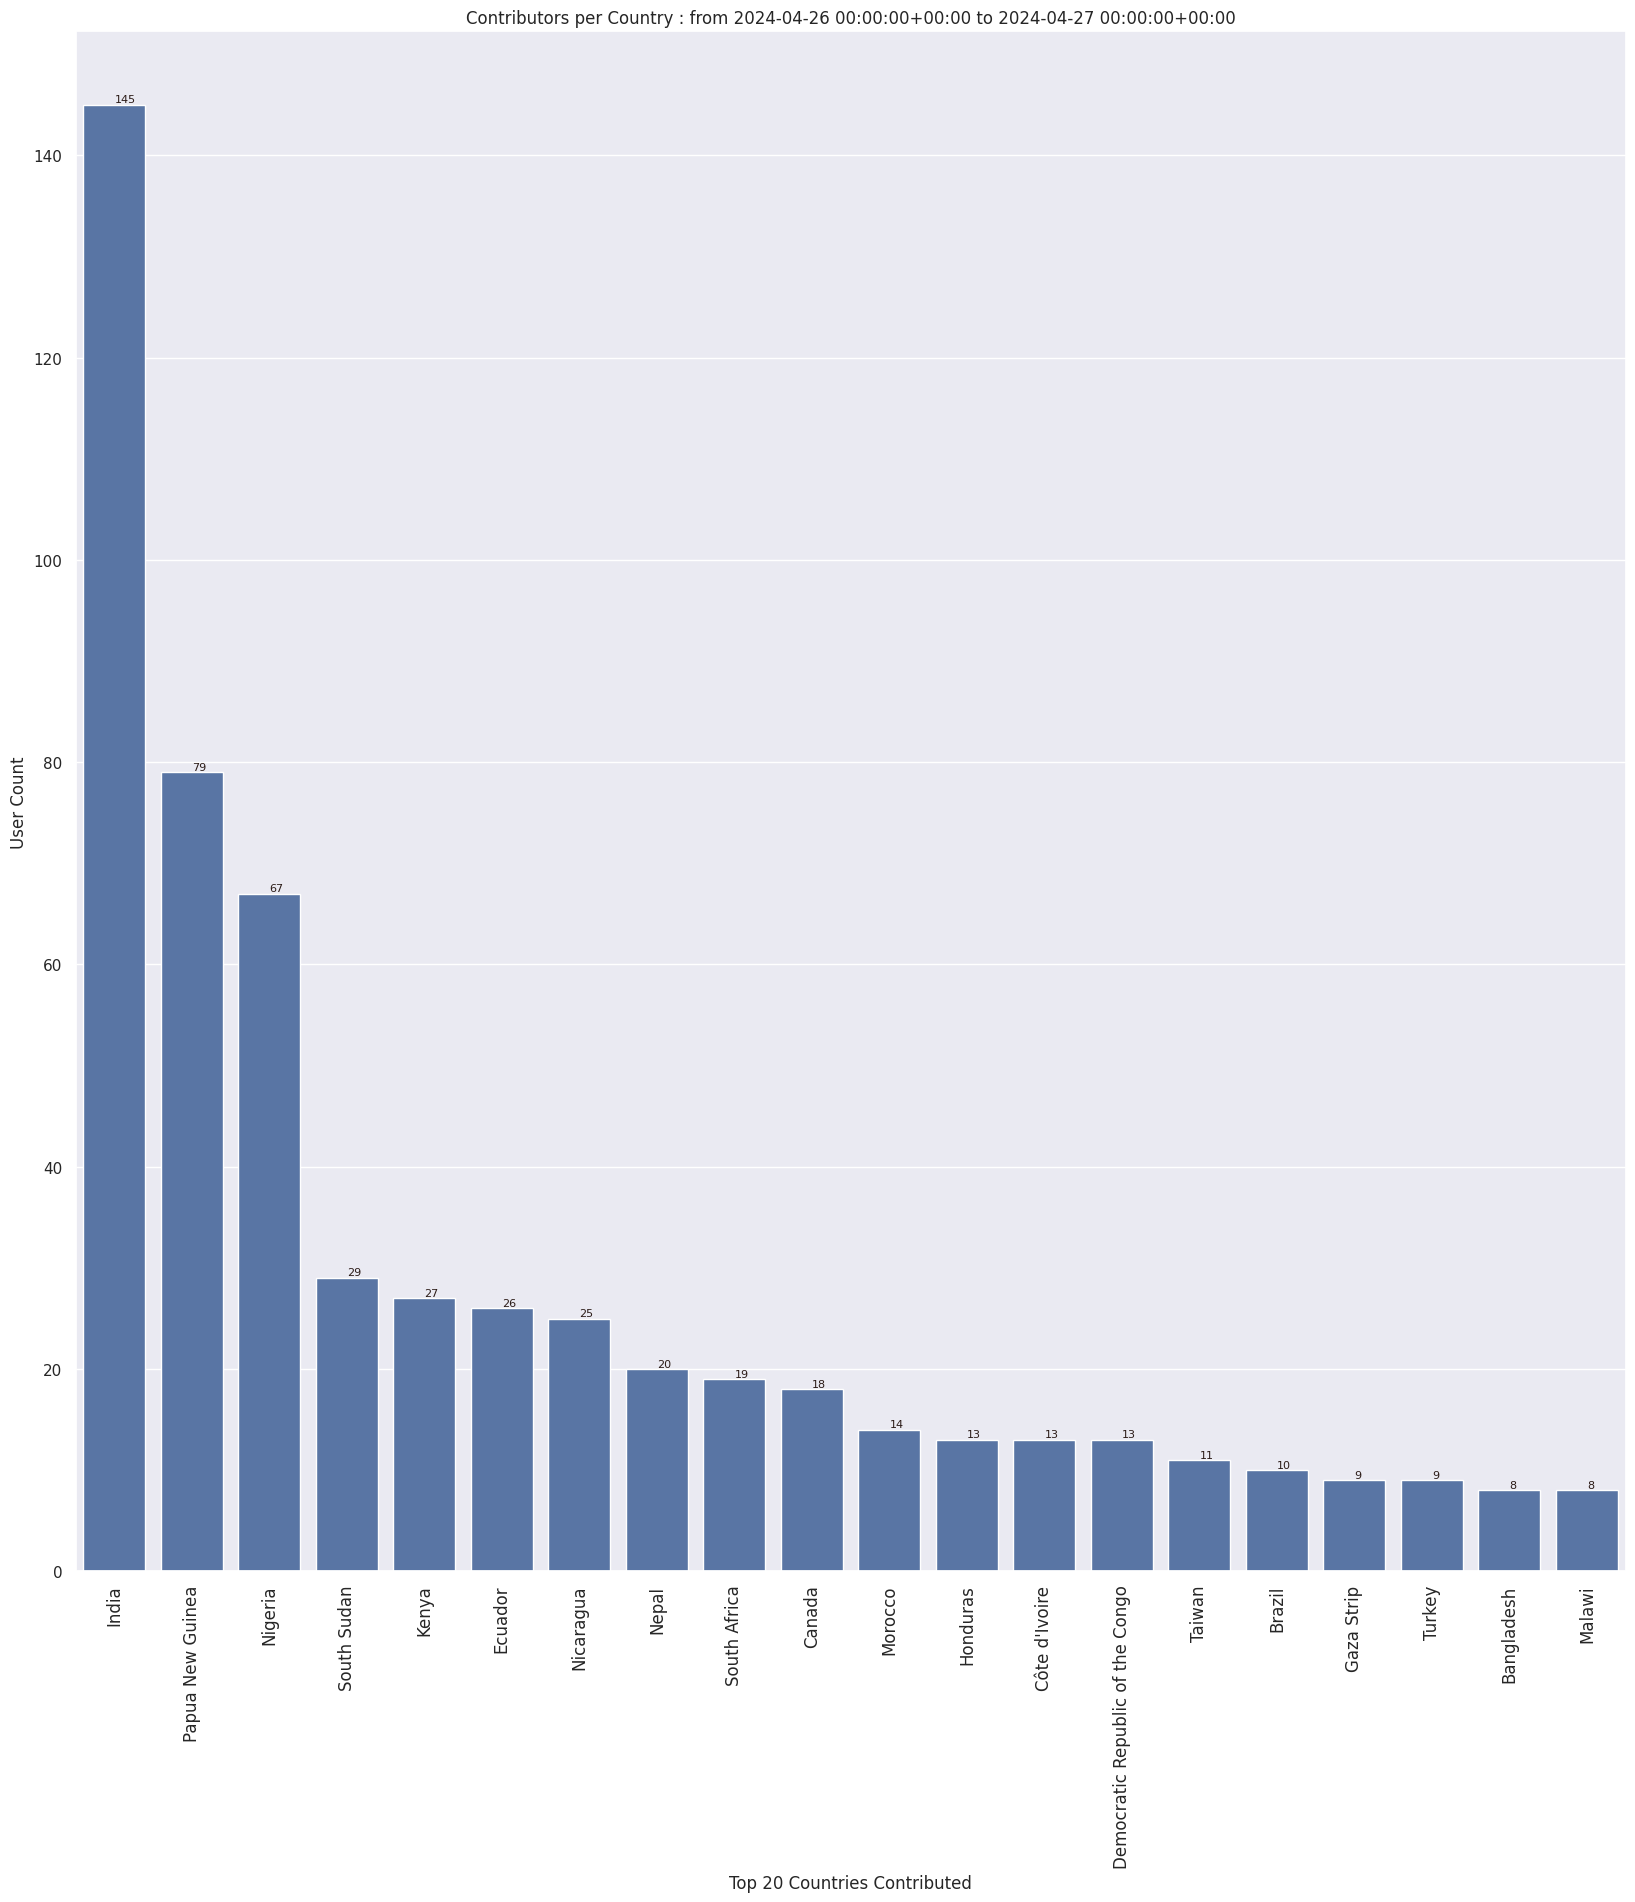 Contributors per Country : from 2024-04-26 00:00:00+00:00 to 2024-04-27 00:00:00+00:00
User Count
140
120
100
80
60
40
20
0
145
79
67
29
27
26
25
20
19
18
14
13
13
13
11
10
9
9
8
8
India
Papua New Guinea
Nigeria
South Sudan
Kenya
Ecuador
Nicaragua
Nepal
South Africa
Canada
Morocco
Honduras
Côte d'Ivoire
Democratic Republic of the Congo
Taiwan
Brazil
Gaza Strip
Turkey
Bangladesh
Malawi
Top 20 Countries Contributed